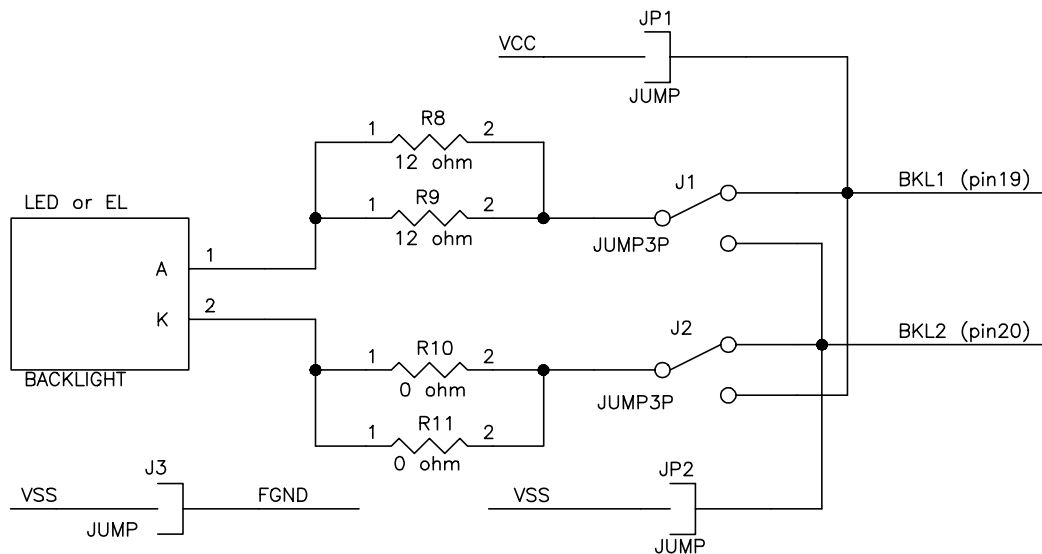 JP1
VCC
JUMP
R8
1 2
12 ohm
LED or EL
R9
1 2
12 ohm
J1
JUMP3P
BKL1 (pin19)
A
1
K
2
BACKLIGHT
R10
1 2
0 ohm
J2
JUMP3P
BKL2 (pin20)
R11
1 2
0 ohm
J3
VSS
FGND
JUMP
JP2
VSS
JUMP